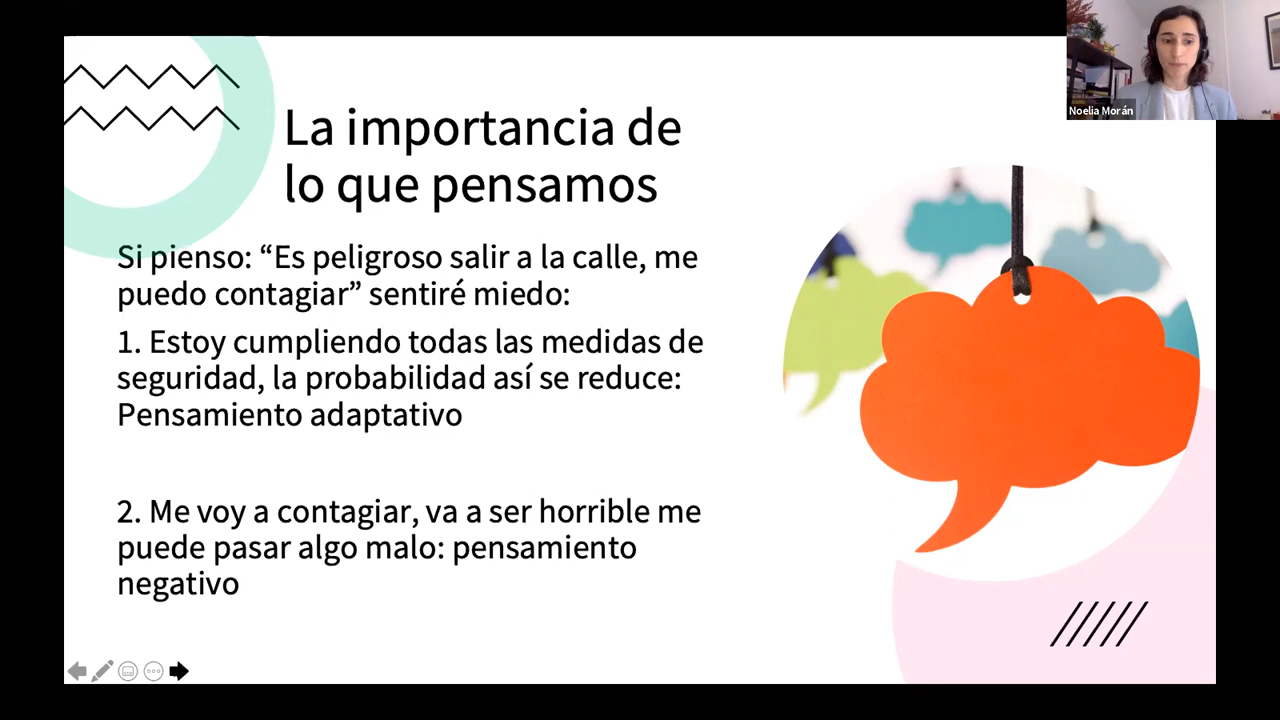 Noelia Morán
La importancia de
lo que pensamos
Si pienso: “Es peligroso salir a la calle, me
puedo contagiar” sentiré miedo:
1. Estoy cumpliendo todas las medidas de
seguridad, la probabilidad así se reduce:
Pensamiento adaptativo
2. Me voy a contagiar, va a ser horrible me
puede pasar algo malo: pensamiento
negativo